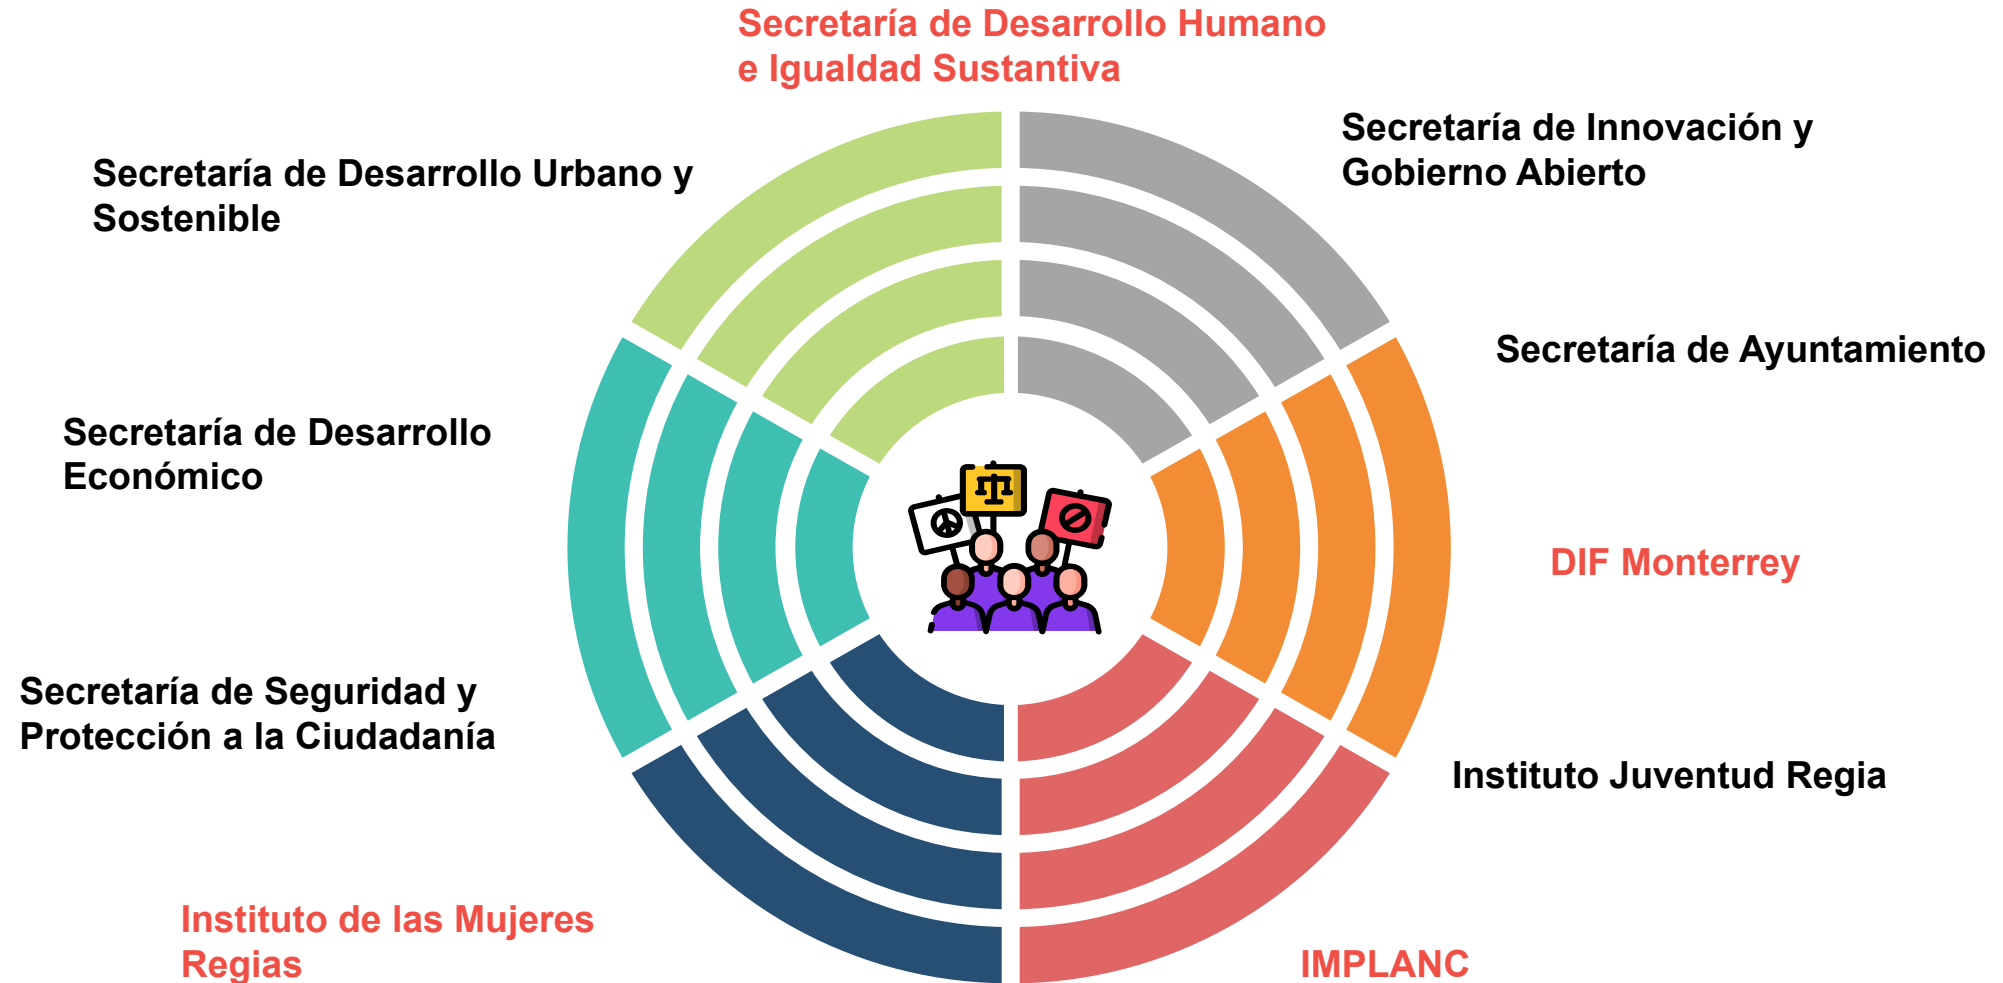 Secretaría de Desarrollo Humano
e Igualdad Sustantiva
Secretaría de Innovación y
Gobierno Abierto
Secretaría de Desarrollo Urbano y
Sostenible
Secretaría de Ayuntamiento
Secretaría de Desarrollo
Económico
DIF Monterrey
Secretaría de Seguridad y
Protección a la Ciudadanía
Instituto Juventud Regia
Instituto de las Mujeres
Regias
IMPLANC